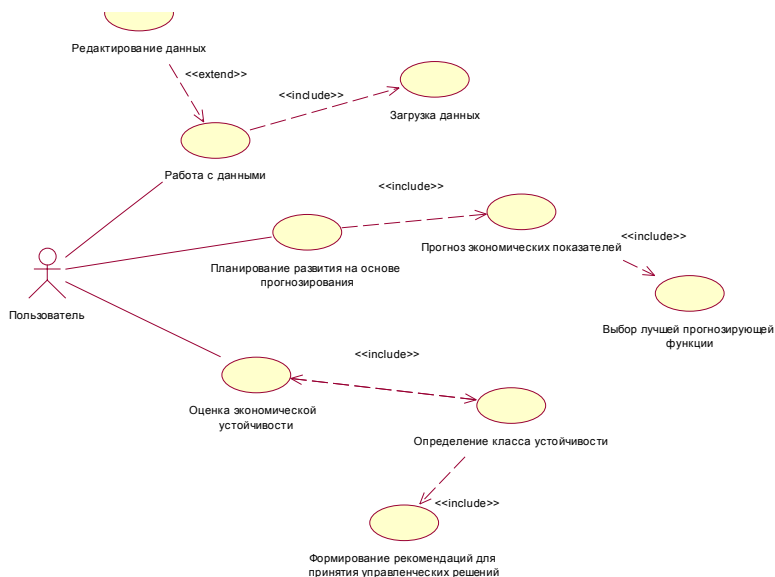 Редактирование данных
<<extend>>
<<include>>
Загрузка данных
Работа с данными
<<include>>
Прогноз экономических показателей
<<include>>
Планирование развития на основе
прогнозирования
Пользователь
Выбор лучшей прогнозирующей
функции
<<include>>
Оценка экономической
устойчивости
Определение класса устойчивости
<<include>>
Формирование рекомендаций для
принятия управленческих решений